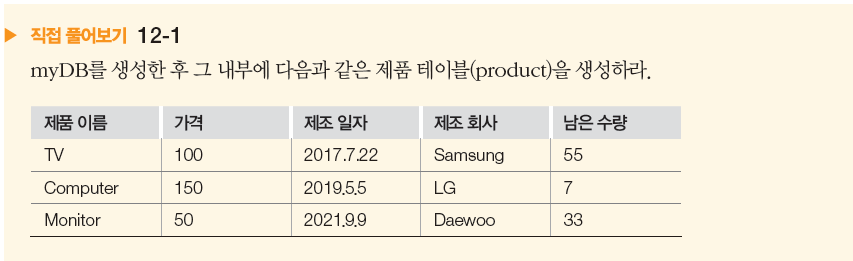 ▶ 직접 풀어보기 12-1
myDB를 생성한 후 그 내부에 다음과 같은 제품 테이블(product)을 생성하라.
제품 이름 가격 제조 일자 제조 회사 남은 수량
TV 100 2017.7.22 Samsung 55
Computer 150 2019.5.5 LG 7
Monitor 50 2021.9.9 Daewoo 33